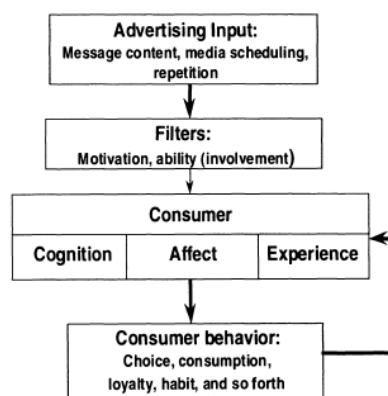 Advertising Input:
Message content, media scheduling,
repetition
Filters:
Motivation, ability (involvement)
Consumer
Cognition Affect Experience
Consumer behavior:
Choice, consumption,
loyalty, habit, and so forth